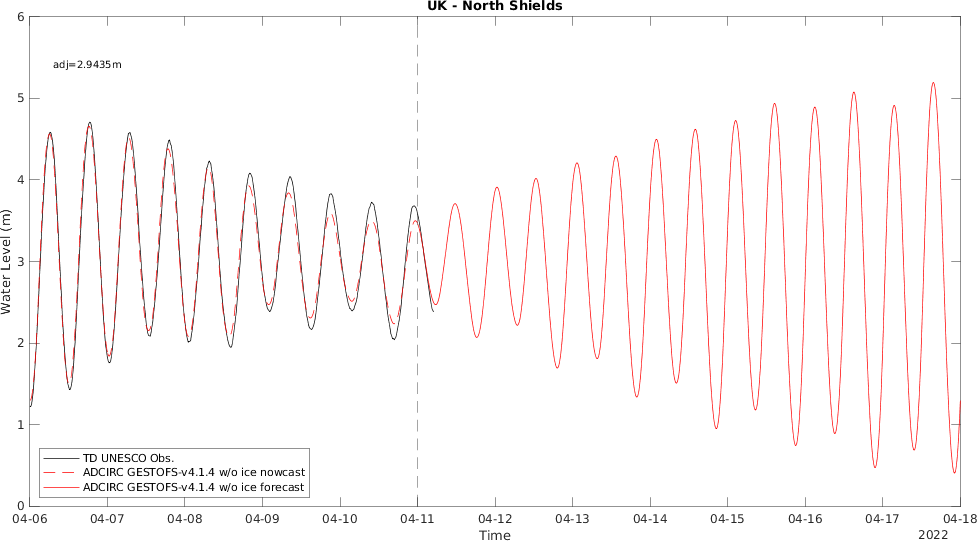 UK - North Shields
adj=2.9435m
Water Level (m)
6
5
4
3
2
1
0
TD UNESCO Obs.
ADCIRC GESTOFS-v4.1.4 w/o ice nowcast
ADCIRC GESTOFS-v4.1.4 w/o ice forecast
04-06 04-07 04-08 04-09 04-10 04-11 04-12 04-13 04-14 04-15 04-16 04-17 04-18
Time
2022